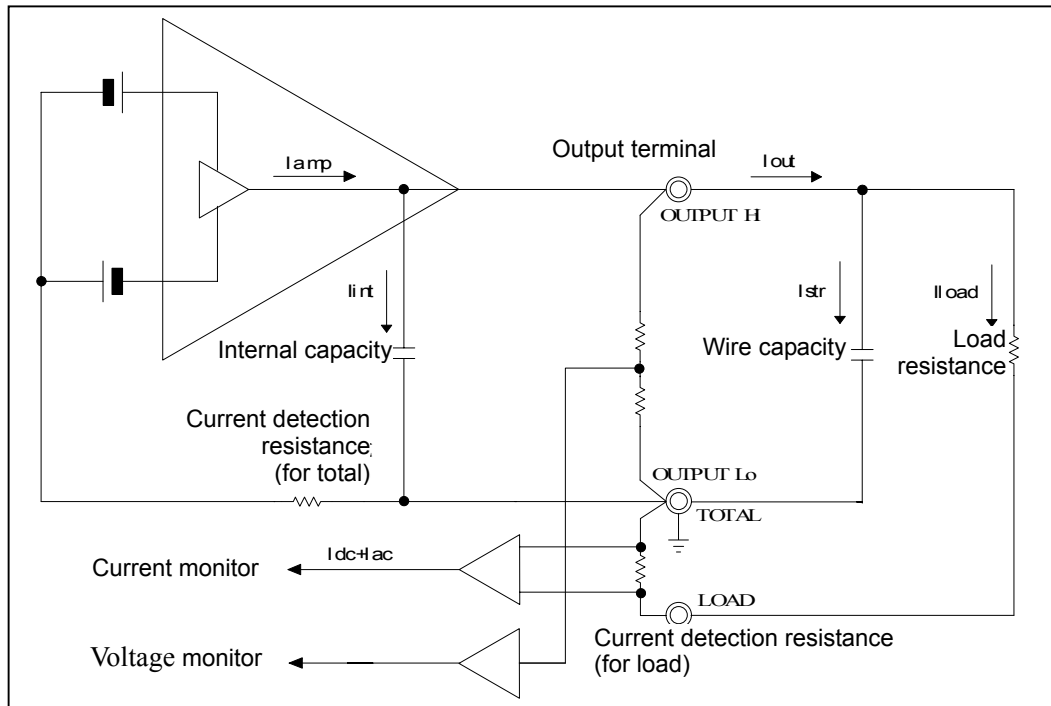 Output terminal
Iamp
Iout
OUTPUT Hi
Iint
Istr
Iload
Internal capacity
Wire capacity
Load
resistance
Current detection
resistance
(for total)
OUTPUT Lo
TOTAL
Idc+Iac
Current monitor
LOAD
Current detection resistance
(for load)
Voltage monitor